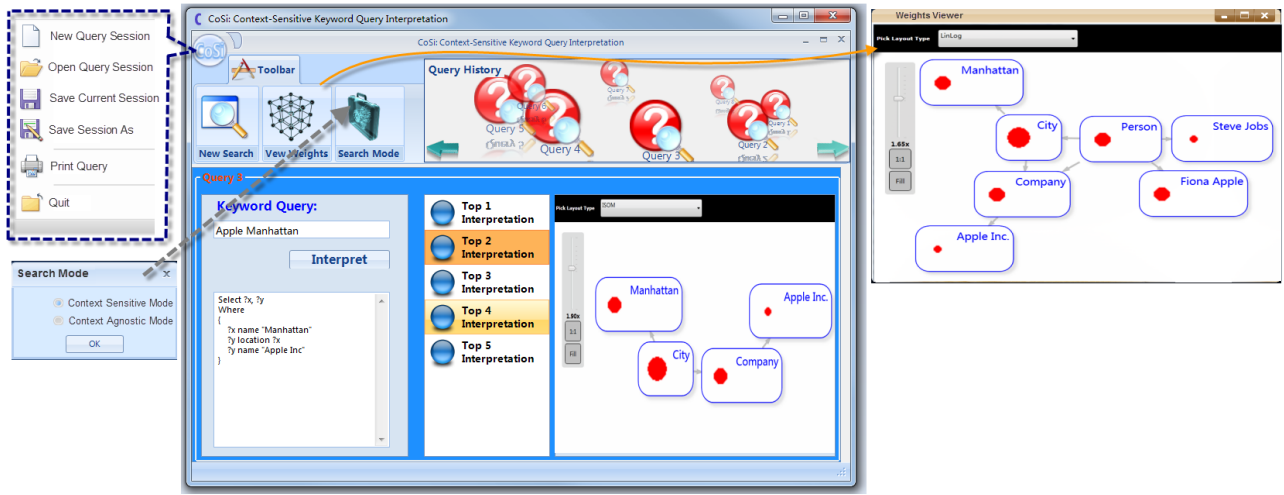 New Query Session
Open Query Session
Save Current Session
Save Session As
Print Query
Quit
Search Mode x
Context Sensitive Mode
Context Agnostic Mode
OK
CoSi: Context-Sensitive Keyword Query Interpretation
CoSi
CoSi: Context-Sensitive Keyword Query Interpretation
Toolbar
New Search
Vew Weights
Search Mode
Query History
Query 7
Query 6
Query 5
Query 4
Query 3
Query 2
Query 1
Query 3
Keyword Query:
Apple Manhattan
Interpret
Select ?x, ?y
Where
{
?x name "Manhattan"
?y location ?x
?y name "Apple Inc"
}
Top 1
Interpretation
Top 2
Interpretation
Top 3
Interpretation
Top 4
Interpretation
Top 5
Interpretation
Pick Layout Type ISOM
1.90x
1:1
Fill
Manhattan
Apple Inc.
City
Company
Weights Viewer
Pick Layout Type LinLog
1.65x
1:1
Fill
Manhattan
City
Person
Steve Jobs
Company
Fiona Apple
Apple Inc.